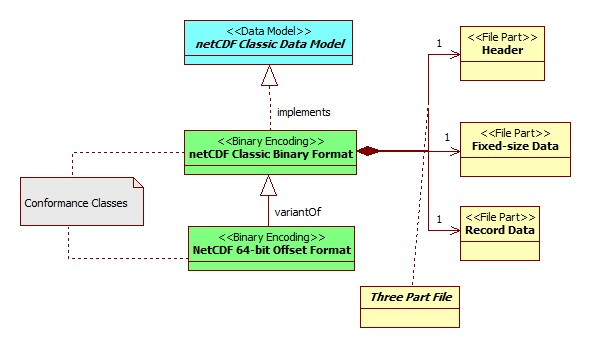 <<Data Model>>
netCDF Classic Data Model
implements
<<Binary Encoding>>
netCDF Classic Binary Format
variantOf
<<Binary Encoding>>
NetCDF 64-bit Offset Format
Conformance Classes
1
<<File Part>>
Header
1
<<File Part>>
Fixed-size Data
1
<<File Part>>
Record Data
Three Part File